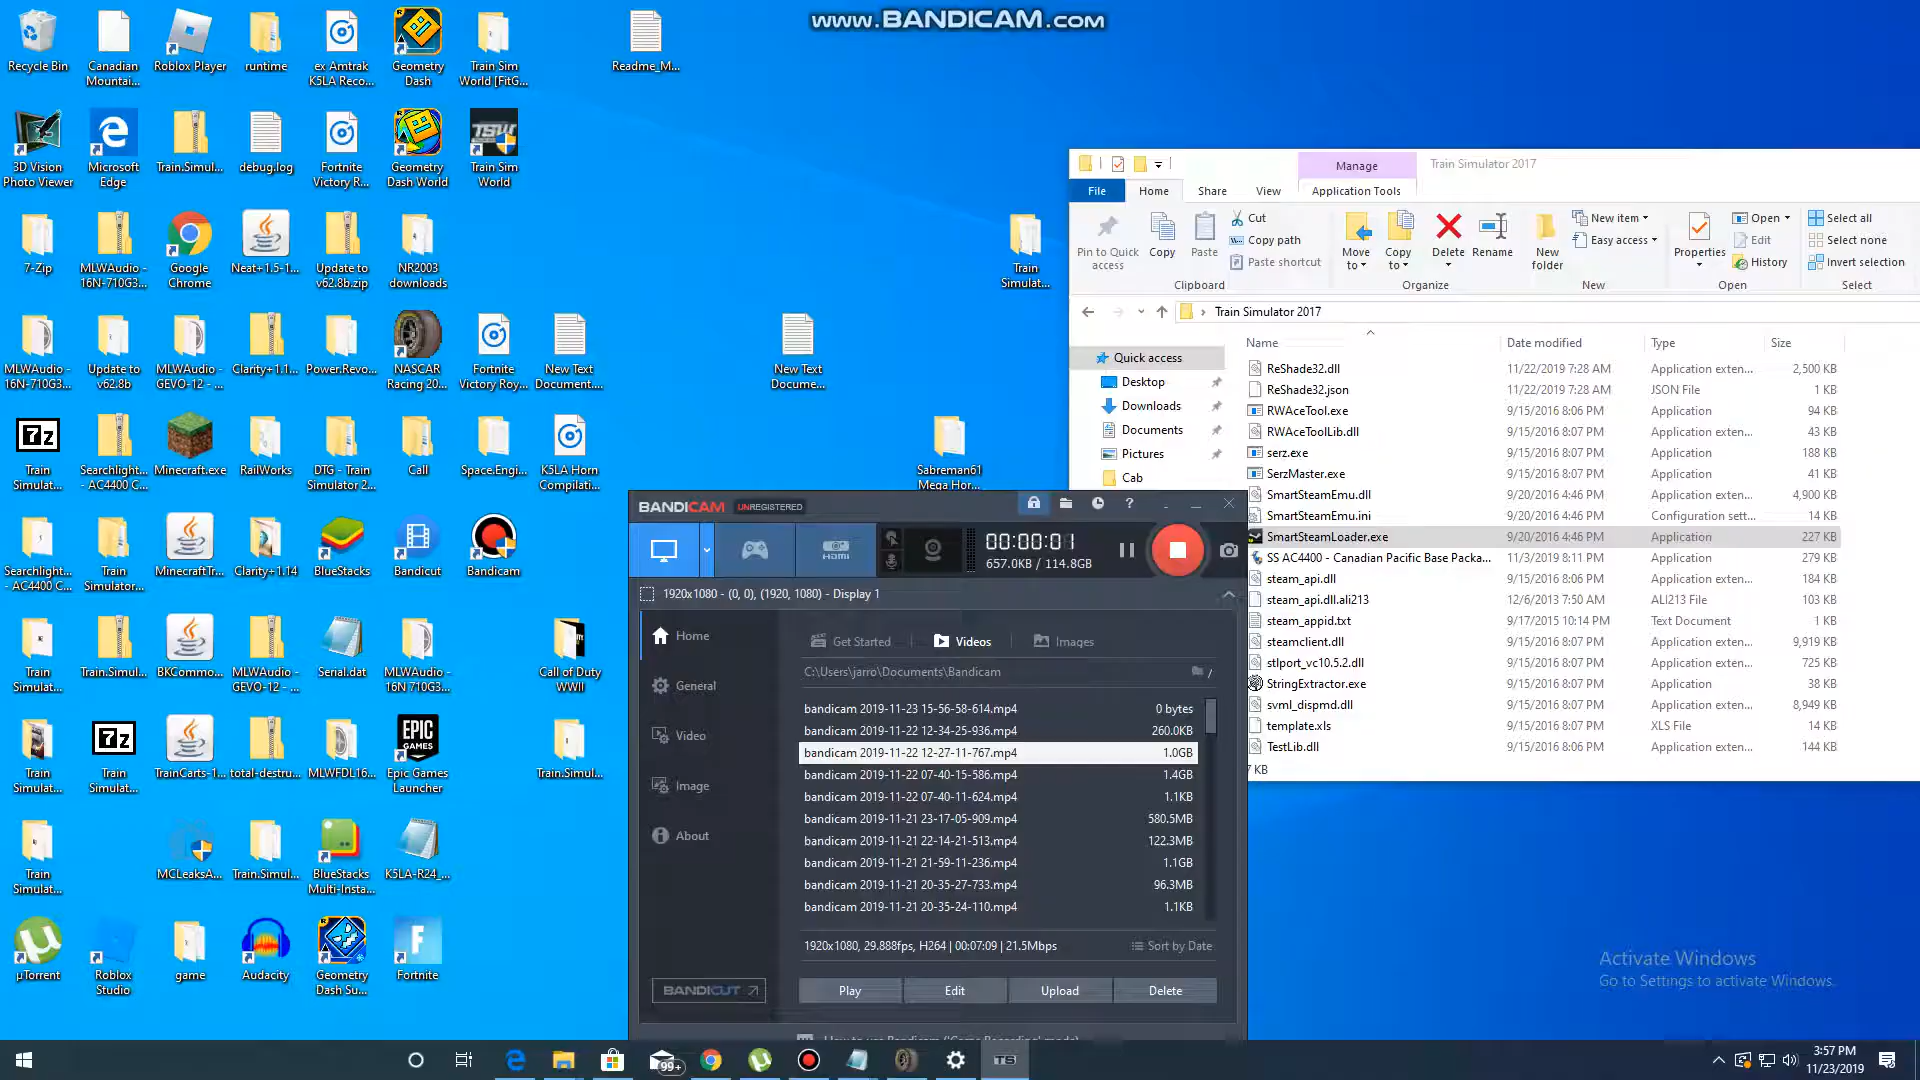 www.BANDICAM.com
Recycle Bin
Canadian Mountai...
Roblox Player
runtime
ex Amtrak K5LA Reco...
Geometry Dash
Train Sim World [FitG...
Readme_M...
3D Vision Photo Viewer
Microsoft Edge
Train.Simul...
debug.log
Fortnite Victory R...
Geometry Dash World
Train Sim World
7-Zip
MLWAudio - 16N-710G3...
Google Chrome
Neat+1.5-1...
Update to v62.8b.zip
NR2003 downloads
Train Simulat...
MLWAudio - 16N-710G3...
Update to v62.8b
MLWAudio - GEVO-12 - ...
Clarity+1.1...
Power.Revo...
NASCAR Racing 20...
Fortnite Victory Roy...
New Text Document....
New Text Docume...
Train Simulat...
Searchlight... - AC4400 C...
Minecraft.exe
RailWorks
DTG - Train Simulator 2...
Call
Space.Engi...
K5LA Horn Compilati...
Sabreman61 Mega Hor...
Searchlight... - AC4400 C...
Train Simulator...
MinecraftTr...
Clarity+1.14
BlueStacks
Bandicut
Bandicam
Train Simulat...
Train.Simul...
BKCommo...
MLWAudio - GEVO-12 - ...
Serial.dat
MLWAudio - 16N 710G3...
Call of Duty WWII
Train Simulat...
Train Simulat...
TrainCarts-1...
total-destru...
MLWFDL16...
Epic Games Launcher
Train.Simul...
Train Simulat...
MCLeaksA...
Train.Simul...
BlueStacks Multi-Insta...
K5LA-R24_...
µTorrent
Roblox Studio
game
Audacity
Geometry Dash Su...
Fortnite
Manage
Train Simulator 2017
File
Home
Share
View
Application Tools
Pin to Quick access
Copy
Paste
Cut
Copy path
Paste shortcut
Clipboard
Move to
Copy to
Delete
Rename
Organize
New folder
New item
Easy access
New
Properties
Open
Edit
History
Open
Select all
Select none
Invert selection
Select
Train Simulator 2017
Name Date modified Type Size
Quick access
Desktop
Downloads
Documents
Pictures
Cab
ReShade32.dll 11/22/2019 7:28 AM Application exten... 2,500 KB
ReShade32.json 11/22/2019 7:28 AM JSON File 1 KB
RWAceTool.exe 9/15/2016 8:06 PM Application 94 KB
RWAceToolLib.dll 9/15/2016 8:07 PM Application exten... 43 KB
serz.exe 9/15/2016 8:07 PM Application 188 KB
SerzMaster.exe 9/15/2016 8:07 PM Application 41 KB
SmartSteamEmu.dll 9/20/2016 4:46 PM Application exten... 4,900 KB
SmartSteamEmu.ini 9/20/2016 4:46 PM Configuration sett... 14 KB
SmartSteamLoader.exe 9/20/2016 4:46 PM Application 227 KB
SS AC4400 - Canadian Pacific Base Packa... 11/3/2019 8:11 PM Application 279 KB
steam_api.dll 9/15/2016 8:06 PM Application exten... 184 KB
steam_api.dll.ali213 12/6/2013 7:50 AM ALI213 File 103 KB
steam_appid.txt 9/17/2015 10:14 PM Text Document 1 KB
steamclient.dll 9/15/2016 8:07 PM Application exten... 9,919 KB
stlport_vc10.5.2.dll 9/15/2016 8:07 PM Application exten... 725 KB
StringExtractor.exe 9/15/2016 8:07 PM Application 38 KB
svml_dispmd.dll 9/15/2016 8:07 PM Application exten... 8,949 KB
template.xls 9/15/2016 8:07 PM XLS File 14 KB
TestLib.dll 9/15/2016 8:06 PM Application exten... 144 KB
7 KB
BANDICAM UNREGISTERED
HDMI
00:00:01
657.0KB / 114.8GB
1920x1080 - (0, 0), (1920, 1080) - Display 1
Home
General
Video
Image
About
BANDICUT
Get Started
Videos
Images
C:\Users\jarro\Documents\Bandicam
bandicam 2019-11-23 15-56-58-614.mp4 0 bytes
bandicam 2019-11-22 12-34-25-936.mp4 260.0KB
bandicam 2019-11-22 12-27-11-767.mp4 1.0GB
bandicam 2019-11-22 07-40-15-586.mp4 1.4GB
bandicam 2019-11-22 07-40-11-624.mp4 1.1KB
bandicam 2019-11-21 23-17-05-909.mp4 580.5MB
bandicam 2019-11-21 22-14-21-513.mp4 122.3MB
bandicam 2019-11-21 21-59-11-236.mp4 1.1GB
bandicam 2019-11-21 20-35-27-733.mp4 96.3MB
bandicam 2019-11-21 20-35-24-110.mp4 1.1KB
1920x1080, 29.888fps, H264 | 00:07:09 | 21.5Mbps
Sort by Date
Play
Edit
Upload
Delete
How to use Bandicam ('Game Recording' mode)
Activate Windows
Go to Settings to activate Windows.
99+
TS
3:57 PM
11/23/2019